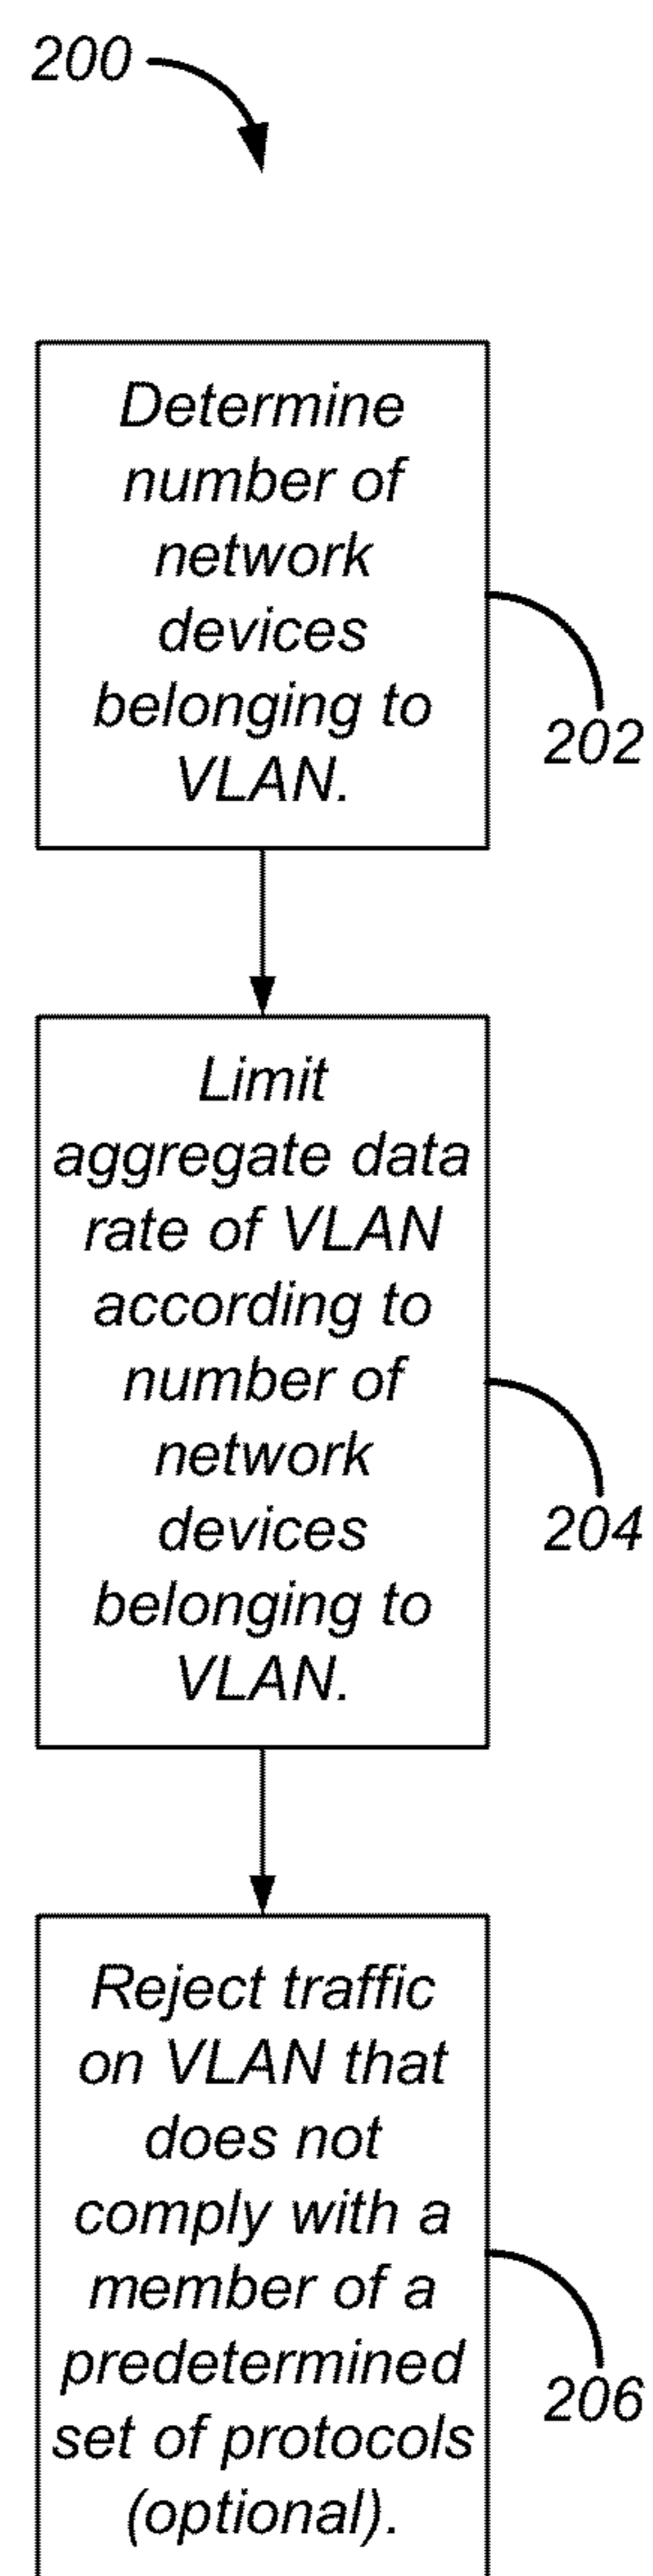 200
Determine
number of
network
devices
belonging to
VLAN.
202
Limit
aggregate data
rate of VLAN
according to
number of
network
devices
belonging to
VLAN.
204
Reject traffic
on VLAN that
does not
comply with a
member of a
predetermined
set of protocols
(optional).
206